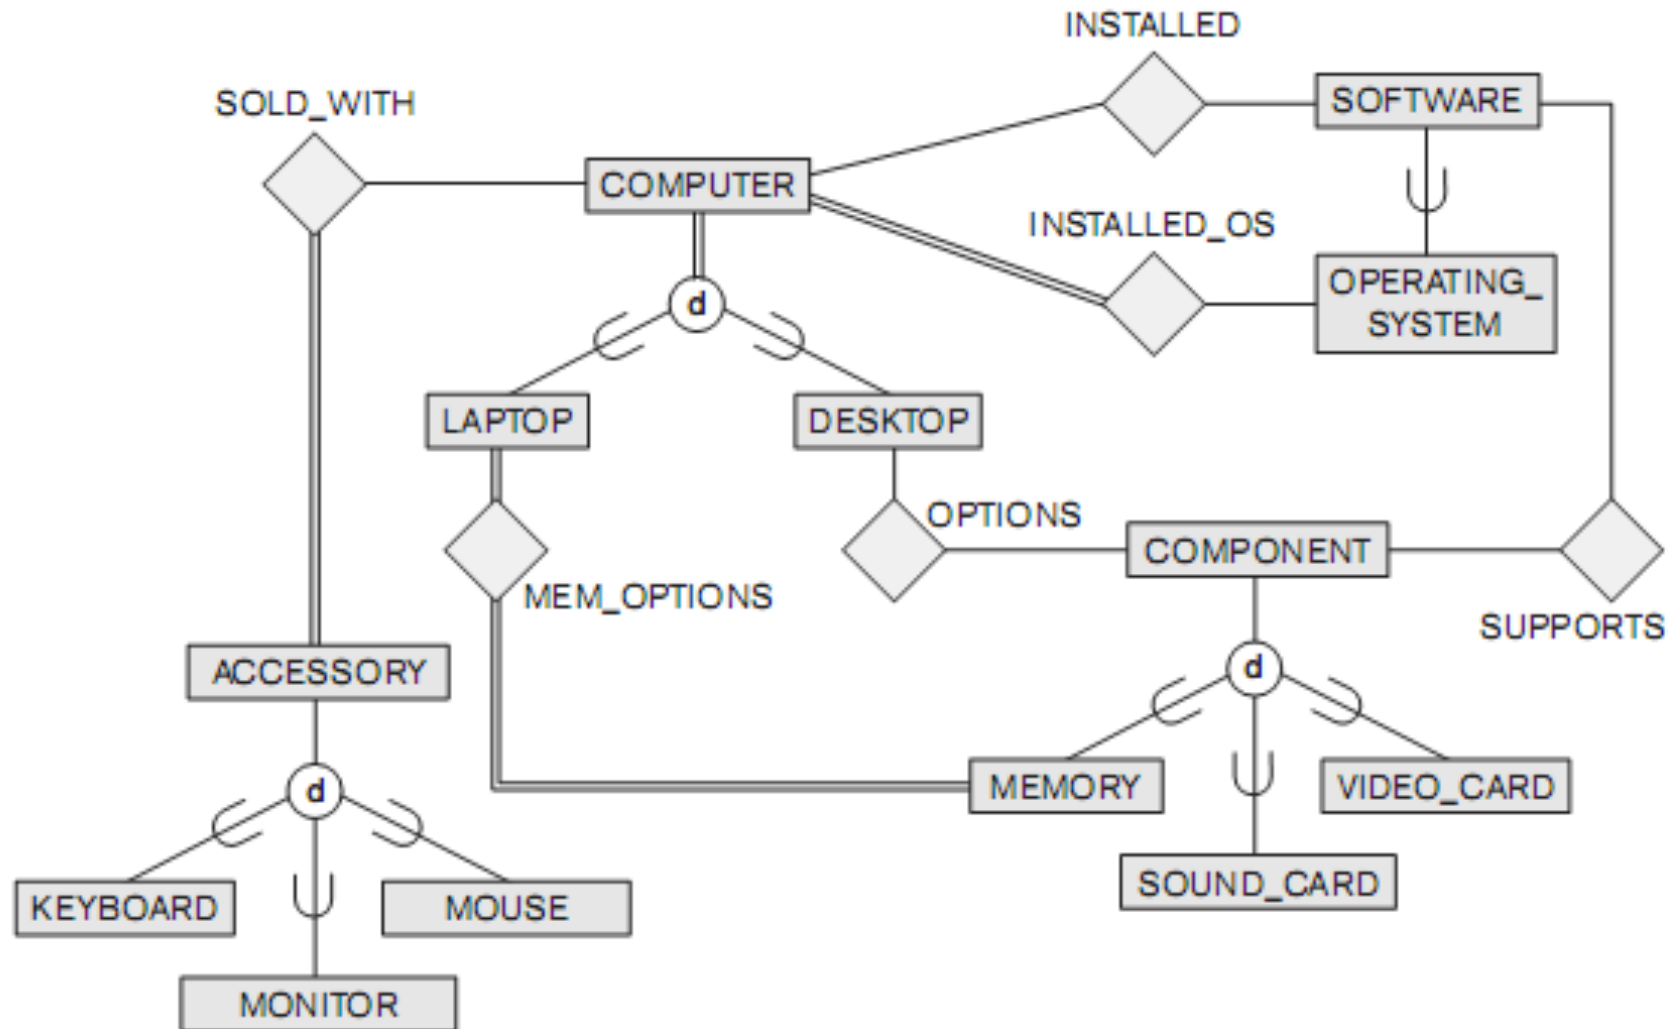 INSTALLED
SOLD_WITH
SOFTWARE
COMPUTER
INSTALLED_OS
OPERATING_
SYSTEM
d
LAPTOP
DESKTOP
OPTIONS
COMPONENT
MEM_OPTIONS
SUPPORTS
ACCESSORY
d
d
MEMORY
VIDEO_CARD
SOUND_CARD
KEYBOARD
MOUSE
MONITOR